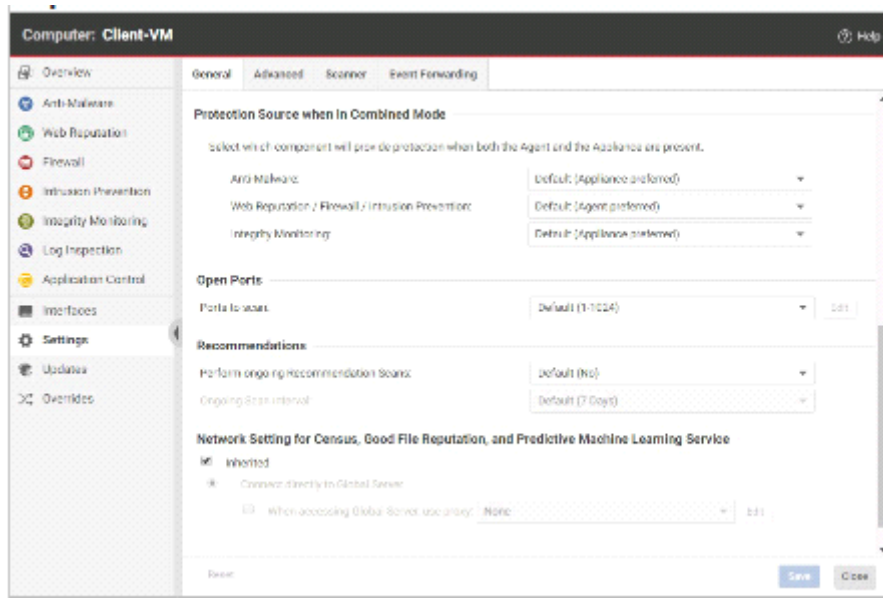 Computer: Client-VM
Help
Overview
General Advanced Scanner Event Forwarding
Anti-Malware
Web Reputation
Firewall
Intrusion Prevention
Integrity Monitoring
Log Inspection
Application Control
Interfaces
Settings
Updates
Overrides
Protection Source when in Combined Mode
Select which component will provide protection when both the Agent and the Appliance are present.
Anti-Malware: Default (Appliance preferred)
Web Reputation / Firewall / Intrusion Prevention: Default (Agent preferred)
Integrity Monitoring: Default (Appliance preferred)
Open Ports
Ports to scan: Default (1-1024) Edit
Recommendations
Perform ongoing Recommendation Scans: Default (No)
Ongoing Scan Interval: Default (7 Days)
Network Setting for Census, Good File Reputation, and Predictive Machine Learning Service
Inherited
Connect directly to Global Server
When accessing Global Server, use proxy: None Edit
Reset Save Close